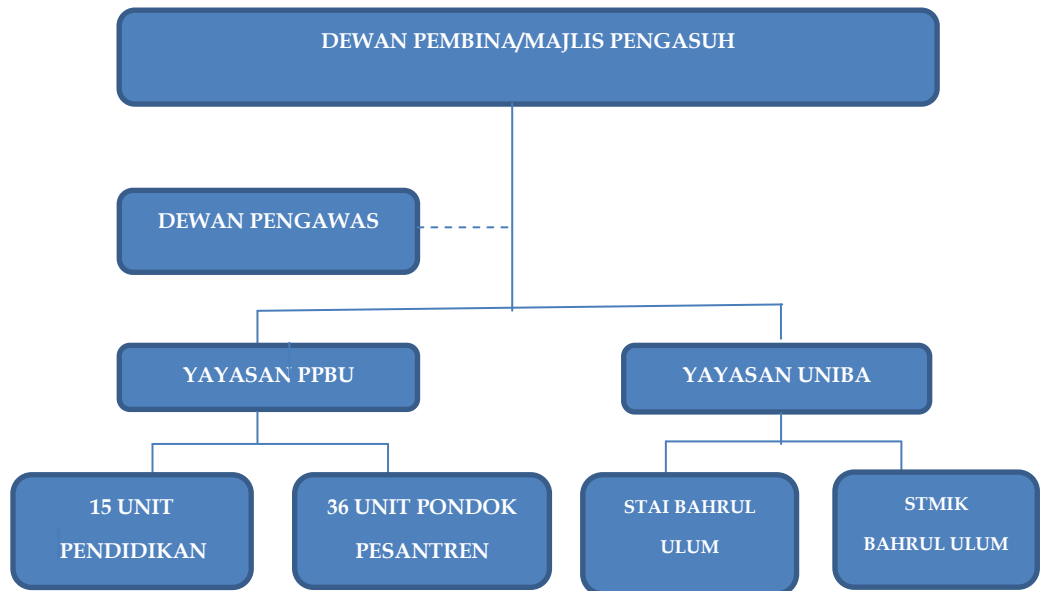 DEWAN PEMBINA/MAJLIS PENGASUH
DEWAN PENGAWAS
YAYASAN PPBU
YAYASAN UNIBA
15 UNIT
PENDIDIKAN
36 UNIT PONDOK
PESANTREN
STAI BAHRUL
ULUM
STMIK
BAHRUL ULUM